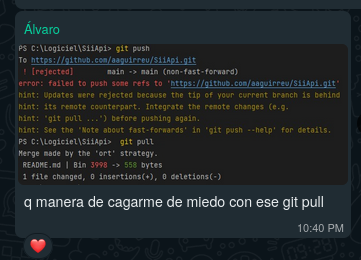 Álvaro
PS C:\Logiciel\SiiApi> git push
To https://github.com/aaguirreu/SiiApi.git
! [rejected] main -> main (non-fast-forward)
error: failed to push some refs to 'https://github.com/aaguirreu/SiiApi.git'
hint: Updates were rejected because the tip of your current branch is behind
hint: its remote counterpart. Integrate the remote changes (e.g.
hint: 'git pull ...') before pushing again.
hint: See the 'Note about fast-forwards' in 'git push --help' for details.
PS C:\Logiciel\SiiApi> git pull
Merge made by the 'ort' strategy.
README.md | Bin 3998 -> 558 bytes
1 file changed, 0 insertions(+), 0 deletions(-)
q manera de cagarme de miedo con ese git pull
10:40 PM